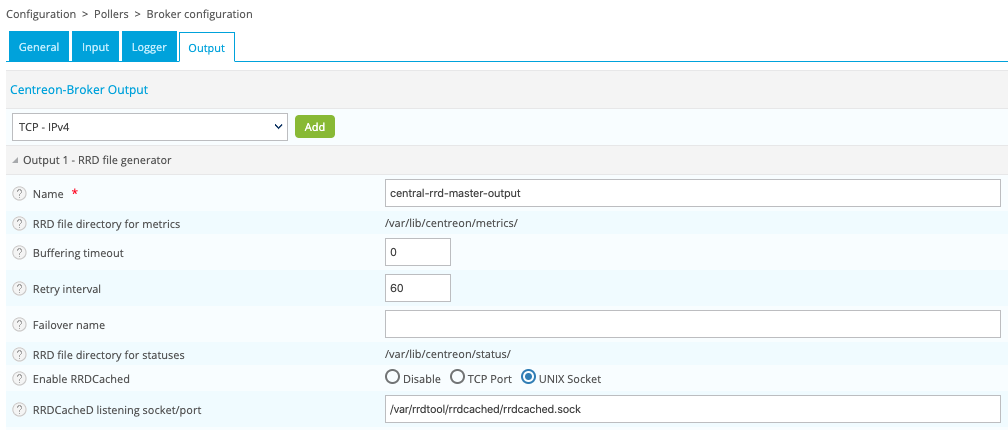 Configuration > Pollers > Broker configuration
General Input Logger Output
Centreon-Broker Output
TCP - IPv4 Add
Output 1 - RRD file generator
? Name * central-rrd-master-output
? RRD file directory for metrics /var/lib/centreon/metrics/
? Buffering timeout 0
? Retry interval 60
? Failover name
? RRD file directory for statuses /var/lib/centreon/status/
? Enable RRDCached Disable TCP Port UNIX Socket
? RRDCacheD listening socket/port /var/rrdtool/rrdcached/rrdcached.sock